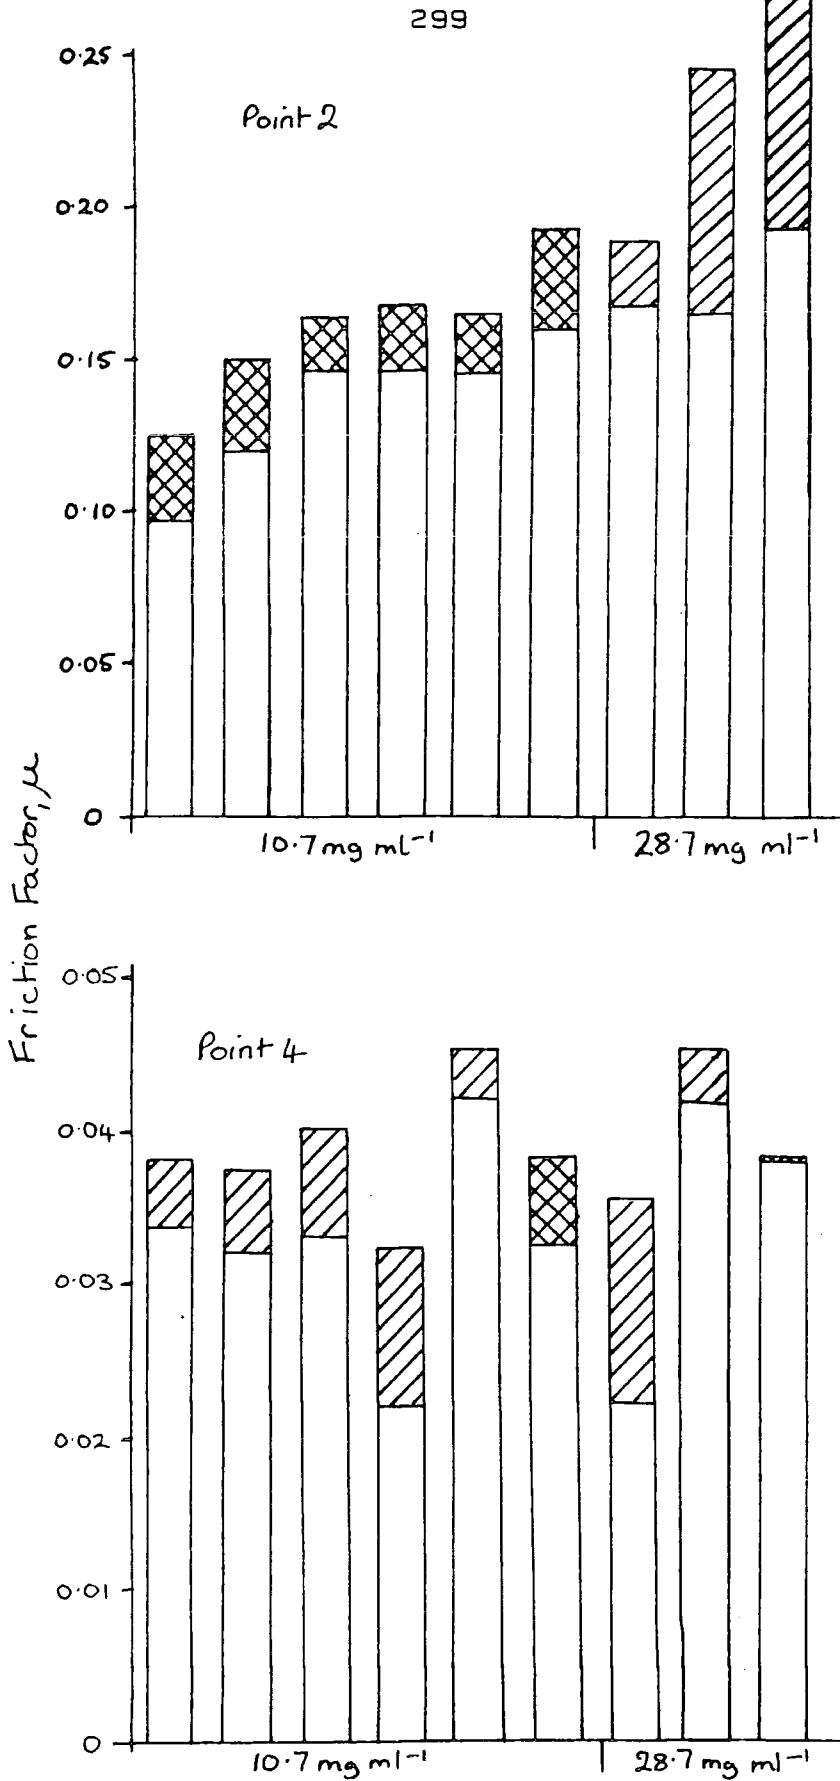 299
0.25
Point 2
0.20
0.15
0.10
0.05
0
10.7 mg ml⁻¹
28.7 mg ml⁻¹
Friction Factor, μ
0.05
Point 4
0.04
0.03
0.02
0.01
0
10.7 mg ml⁻¹
28.7 mg ml⁻¹